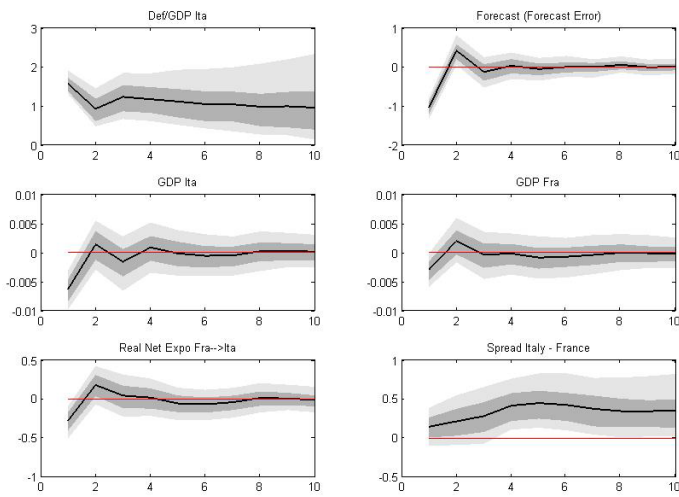 Def/GDP Ita
3
2
1
0
0 2 4 6 8 10
Forecast (Forecast Error)
1
0
-1
-2
0 2 4 6 8 10
GDP Ita
0.01
0.005
0
-0.005
-0.01
0 2 4 6 8 10
GDP Fra
0.01
0.005
0
-0.005
-0.01
0 2 4 6 8 10
Real Net Expo Fra-->Ita
0.5
0
-0.5
-1
0 2 4 6 8 10
Spread Italy - France
1
0.5
0
0.5
0 2 4 6 8 10